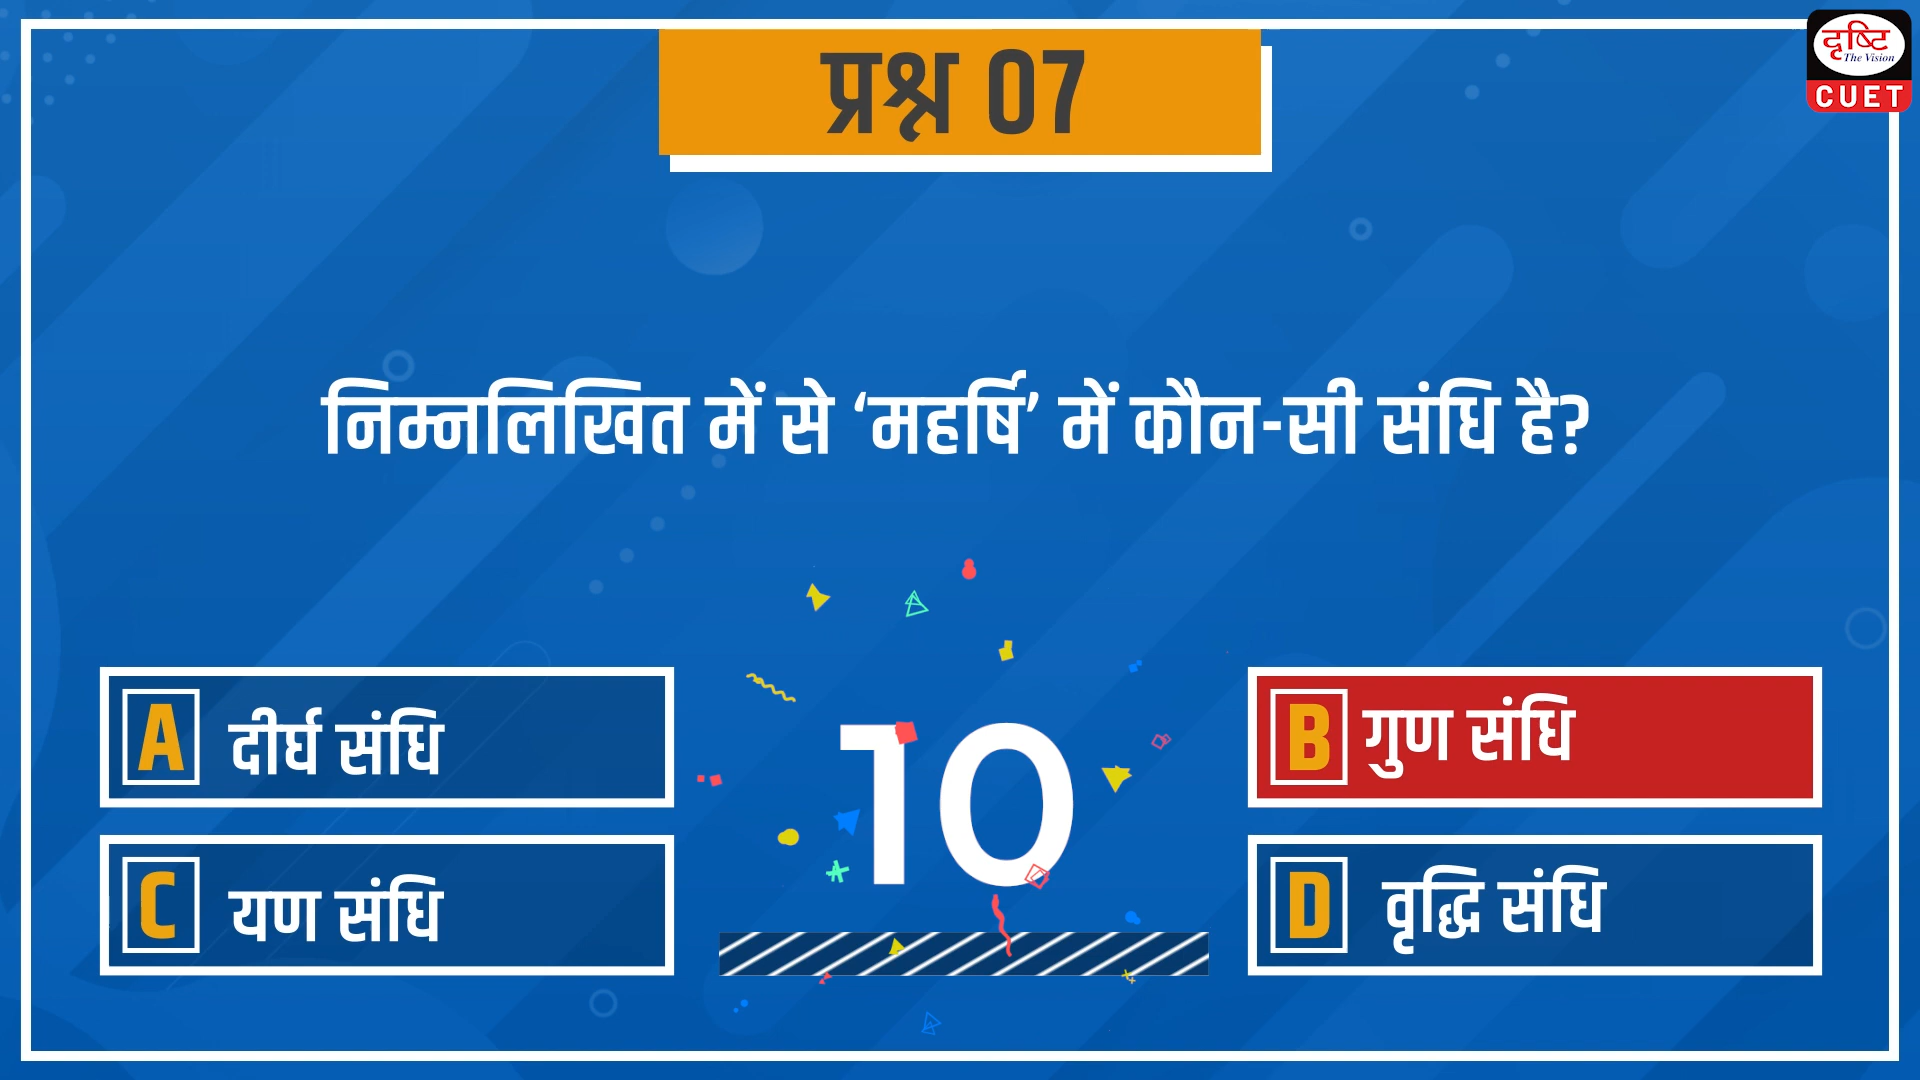 दृष्टि
The Vision
CUET
प्रश्न 07
निम्नलिखित में से ‘महर्षि’ में कौन-सी संधि है?
A दीर्घ संधि
B गुण संधि
10
C यण संधि
D वृद्धि संधि